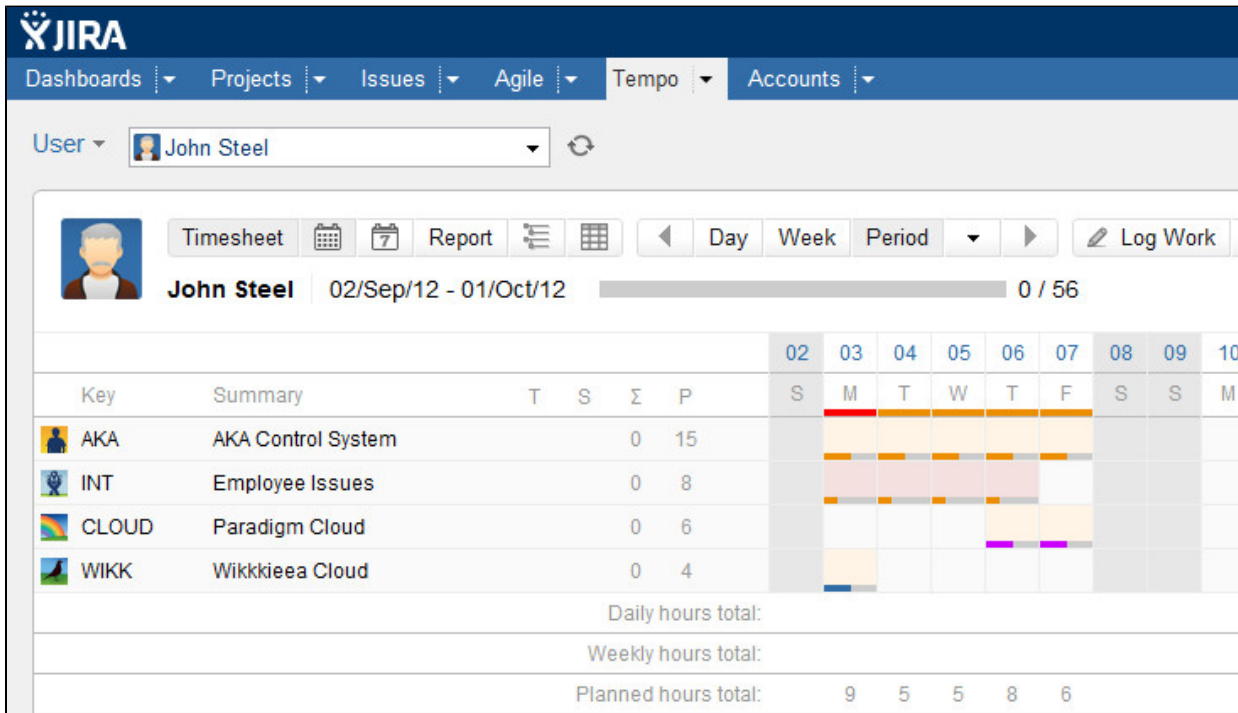 JIRA
Dashboards Projects Issues Agile Tempo Accounts
User John Steel
Timesheet 7 Report Day Week Period Log Work
John Steel 02/Sep/12 - 01/Oct/12 0 / 56
02 03 04 05 06 07 08 09 10
Key Summary T S Σ P S M T W T F S S M
AKA AKA Control System 0 15
INT Employee Issues 0 8
CLOUD Paradigm Cloud 0 6
WIKK Wikkkieea Cloud 0 4
Daily hours total:
Weekly hours total:
Planned hours total: 9 5 5 8 6